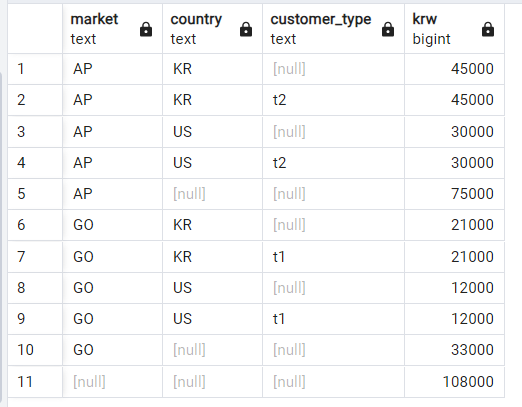 market country customer_type krw
text text text bigint
1 AP KR [null] 45000
2 AP KR t2 45000
3 AP US [null] 30000
4 AP US t2 30000
5 AP [null] [null] 75000
6 GO KR [null] 21000
7 GO KR t1 21000
8 GO US [null] 12000
9 GO US t1 12000
10 GO [null] [null] 33000
11 [null] [null] [null] 108000